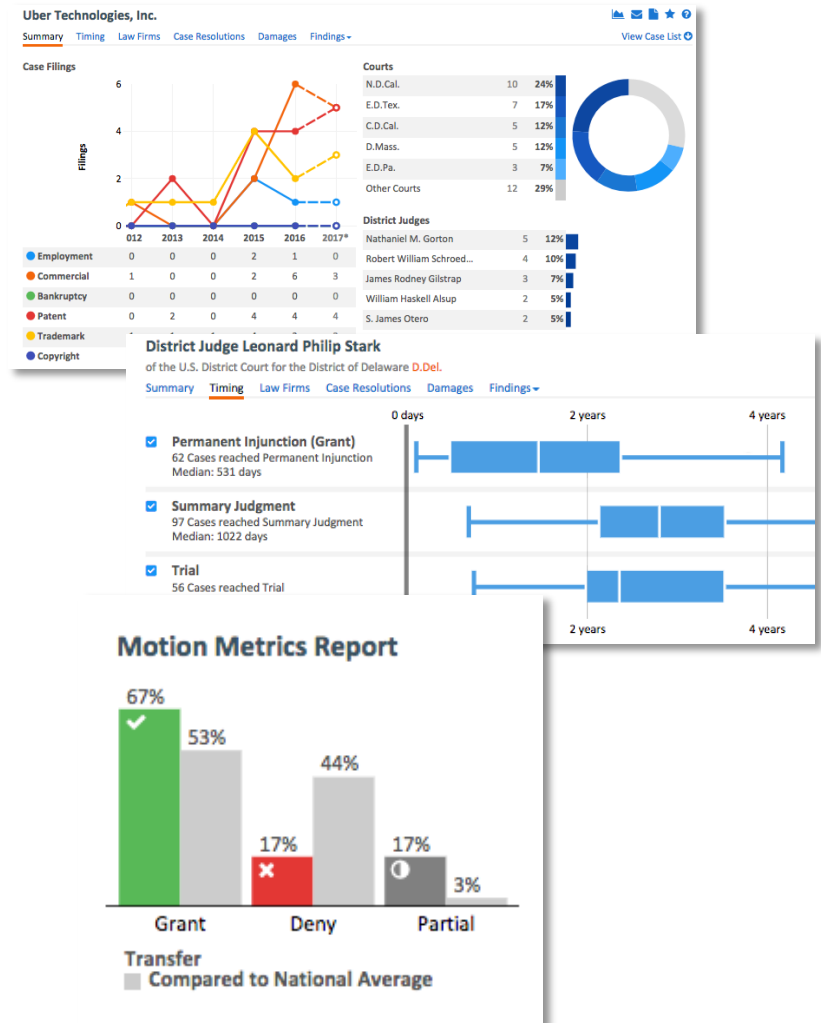 Uber Technologies, Inc.
Summary Timing Law Firms Case Resolutions Damages Findings
View Case List
Case Filings
Filings
6
4
2
0
012 2013 2014 2015 2016 2017*
Employment 0 0 0 2 1 0
Commercial 1 0 0 2 6 3
Bankruptcy 0 0 0 0 0 0
Patent 0 2 0 4 4 4
Trademark
Copyright
Courts
N.D.Cal. 10 24%
E.D.Tex. 7 17%
C.D.Cal. 5 12%
D.Mass. 5 12%
E.D.Pa. 3 7%
Other Courts 12 29%
District Judges
Nathaniel M. Gorton 5 12%
Robert William Schroed... 4 10%
James Rodney Gilstrap 3 7%
William Haskell Alsup 2 5%
S. James Otero 2 5%
District Judge Leonard Philip Stark
of the U.S. District Court for the District of Delaware D.Del.
Summary Timing Law Firms Case Resolutions Damages Findings
0 days 2 years 4 years
Permanent Injunction (Grant)
62 Cases reached Permanent Injunction
Median: 531 days
Summary Judgment
97 Cases reached Summary Judgment
Median: 1022 days
Trial
56 Cases reached Trial
2 years 4 years
Motion Metrics Report
67%
53%
17%
44%
17%
3%
Grant Deny Partial
Transfer
Compared to National Average